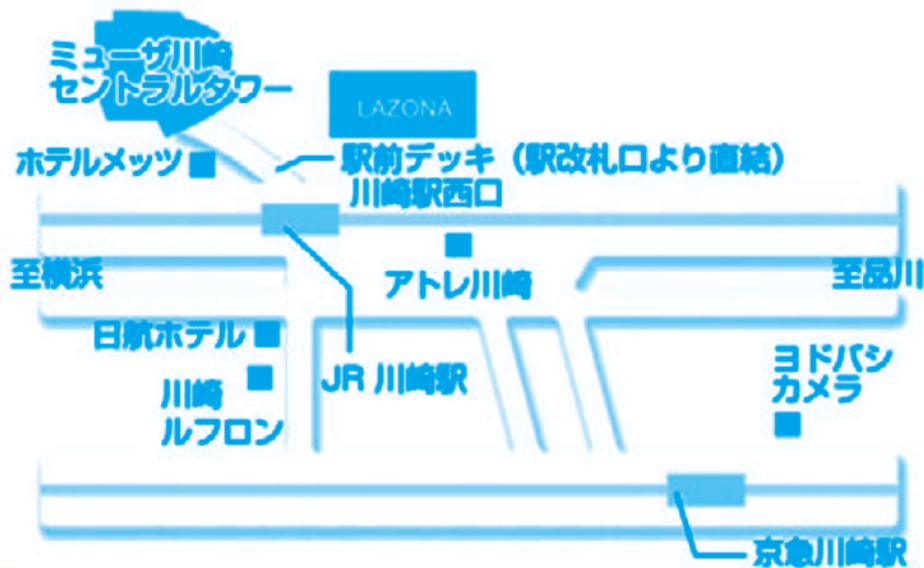 ミューザ川崎
セントラルタワー
LAZONA
ホテルメッツ
駅前デッキ（駅改札口より直結）
川崎駅西口
至横浜
アトレ川崎
至品川
日航ホテル
JR 川崎駅
川崎
ルフロン
ヨドバシ
カメラ
京急川崎駅